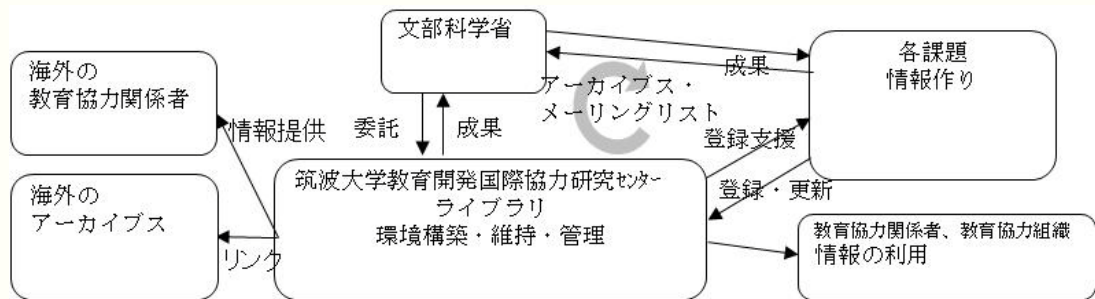 文部科学省
各課題
情報作り
海外の
教育協力関係者
成果
アーカイブス・
メーリングリスト
情報提供
委託
成果
登録支援
筑波大学教育開発国際協力研究センター
ライブラリ
環境構築・維持・管理
登録・更新
海外の
アーカイブス
リンク
教育協力関係者、教育協力組織
情報の利用